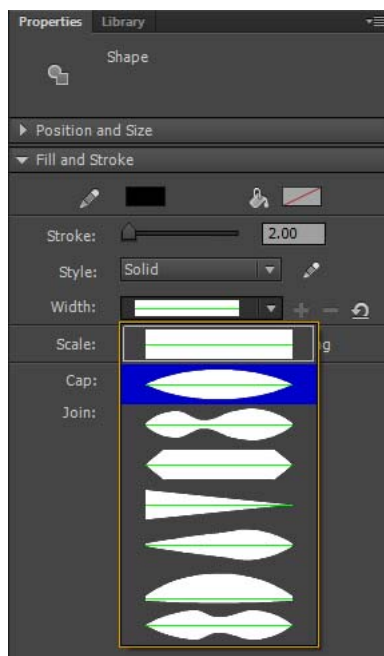 Properties Library
Shape
Position and Size
Fill and Stroke
Stroke: 2.00
Style: Solid
Width:
Scale: g
Cap:
Join: